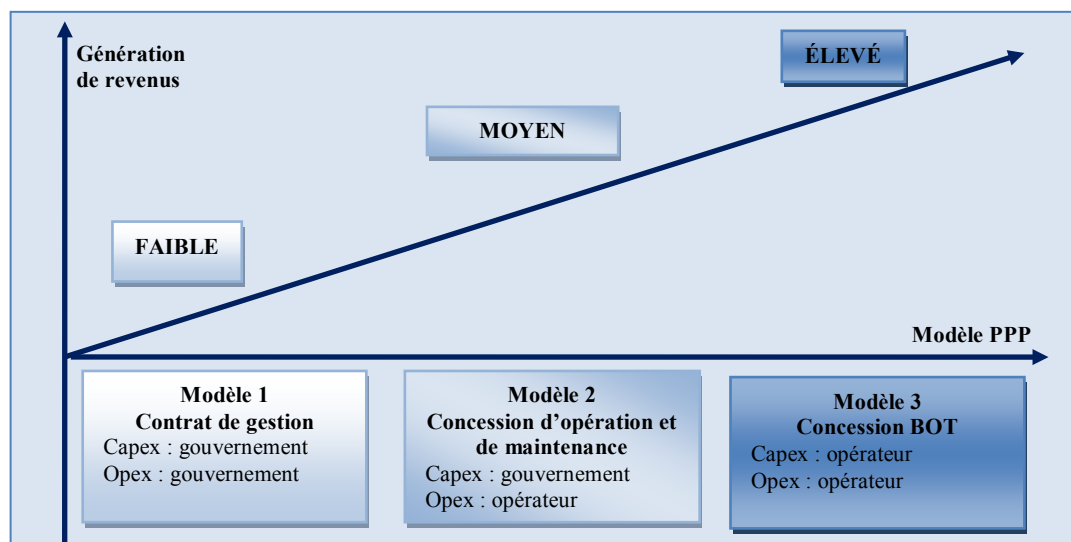 Génération
de revenus
ÉLEVÉ
MOYEN
FAIBLE
Modèle PPP
Modèle 1
Contrat de gestion
Capex : gouvernement
Opex : gouvernement
Modèle 2
Concession d’opération et
de maintenance
Capex : gouvernement
Opex : opérateur
Modèle 3
Concession BOT
Capex : opérateur
Opex : opérateur